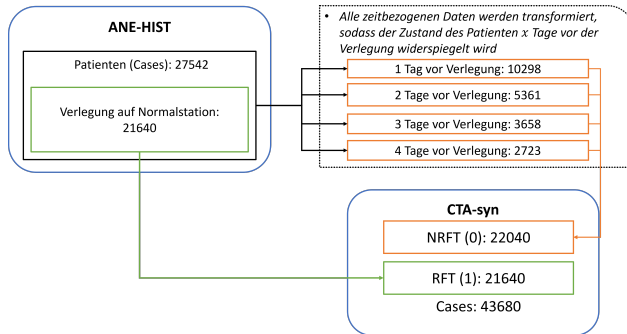 ANE-HIST
Patienten (Cases): 27542
Verlegung auf Normalstation:
21640
• Alle zeitbezogenen Daten werden transformiert,
sodass der Zustand des Patienten x Tage vor der
Verlegung widerspiegelt wird
1 Tag vor Verlegung: 10298
2 Tage vor Verlegung: 5361
3 Tage vor Verlegung: 3658
4 Tage vor Verlegung: 2723
CTA-syn
NRFT (0): 22040
RFT (1): 21640
Cases: 43680